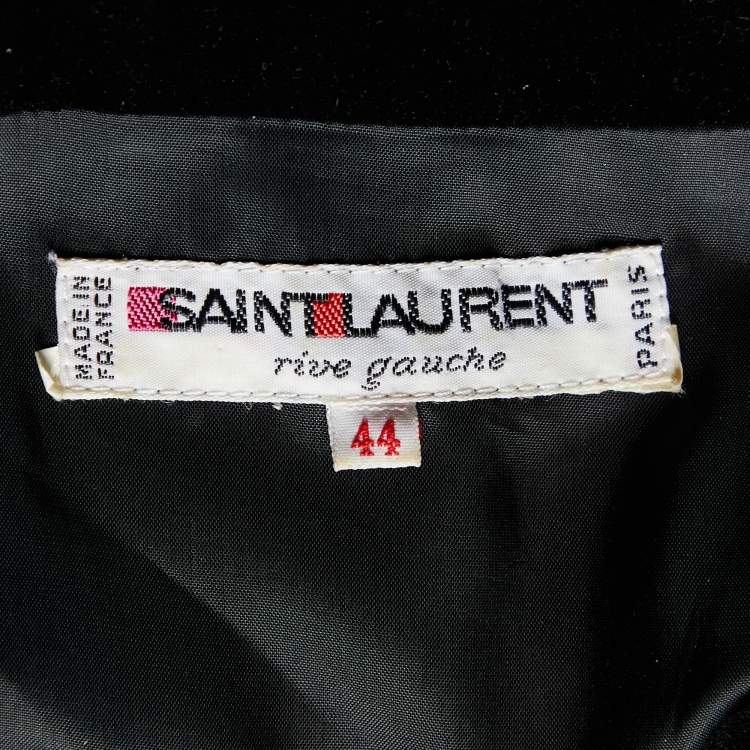 MADE IN
FRANCE
SAINT LAURENT
rive gauche
PARIS
44